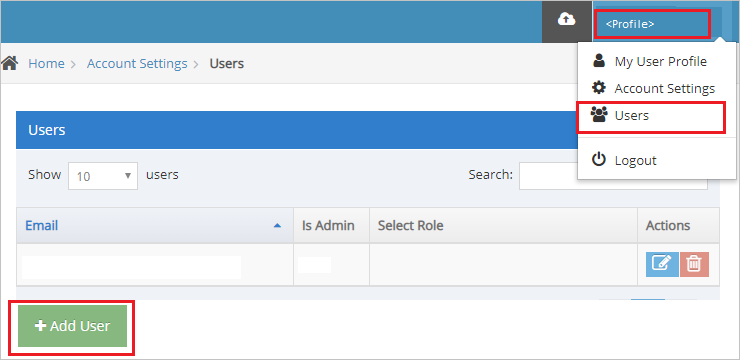 <Profile>
My User Profile
Account Settings
Users
Logout
Home > Account Settings > Users
Users
Show 10 users Search:
Email Is Admin Select Role Actions
+ Add User